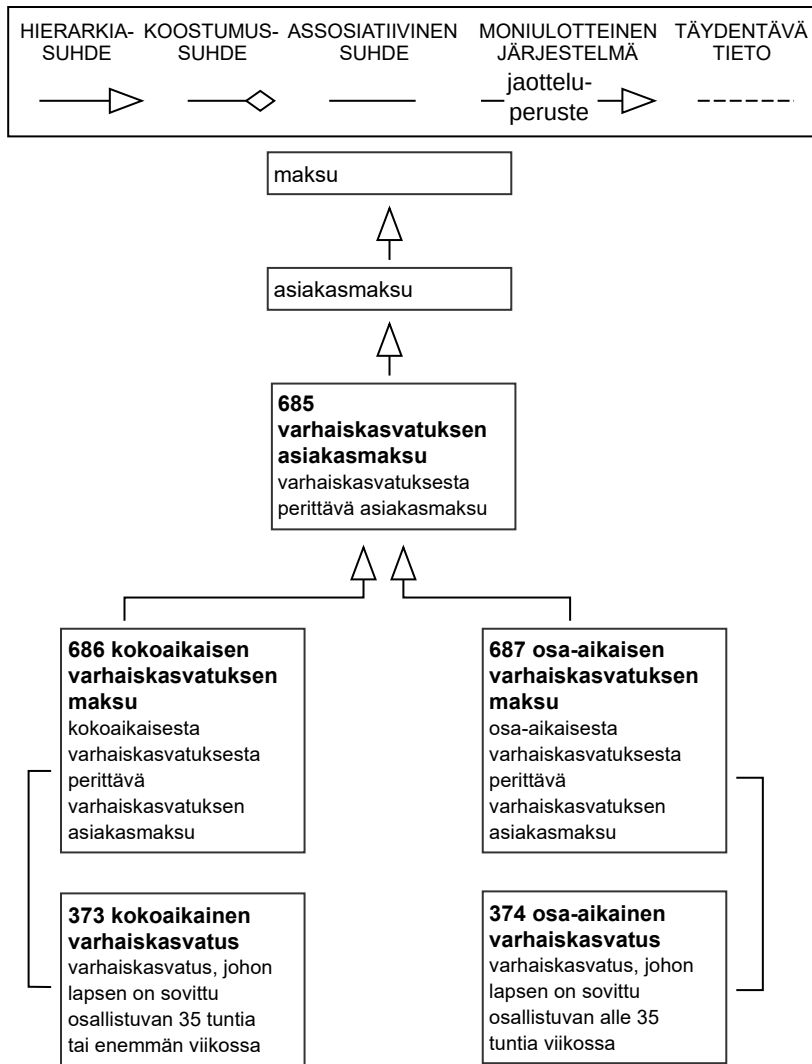 HIERARKIA-
SUHDE
KOOSTUMUS-
SUHDE
ASSOSIATIIVINEN
SUHDE
MONIULOTTEINEN
JÄRJESTELMÄ
jaottelu-
peruste
TÄYDENTÄVÄ
TIETO
maksu
asiakasmaksu
685
varhaiskasvatuksen
asiakasmaksu
varhaiskasvatuksesta
perittävä asiakasmaksu
686 kokoaikaisen
varhaiskasvatuksen
maksu
kokoaikaisesta
varhaiskasvatuksesta
perittävä
varhaiskasvatuksen
asiakasmaksu
687 osa-aikaisen
varhaiskasvatuksen
maksu
osa-aikaisesta
varhaiskasvatuksesta
perittävä
varhaiskasvatuksen
asiakasmaksu
373 kokoaikainen
varhaiskasvatus
varhaiskasvatus, johon
lapsen on sovittu
osallistuvan 35 tuntia
tai enemmän viikossa
374 osa-aikainen
varhaiskasvatus
varhaiskasvatus, johon
lapsen on sovittu
osallistuvan alle 35
tuntia viikossa